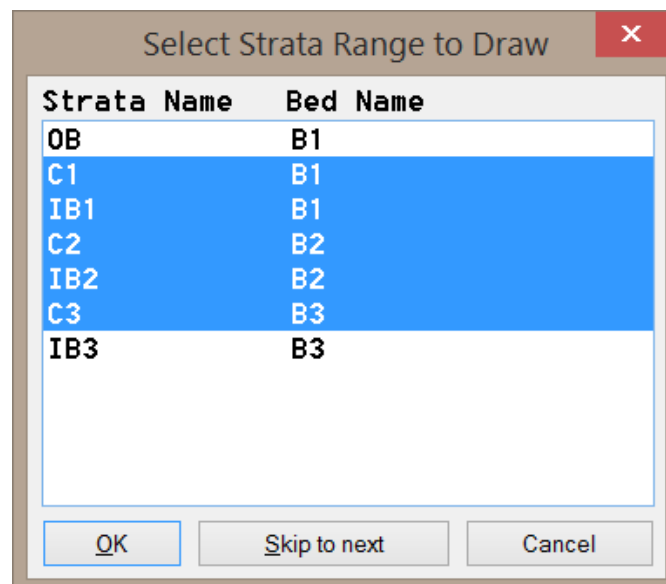 Select Strata Range to Draw
Strata Name Bed Name
OB B1
C1 B1
IB1 B1
C2 B2
IB2 B2
C3 B3
IB3 B3
OK Skip to next Cancel